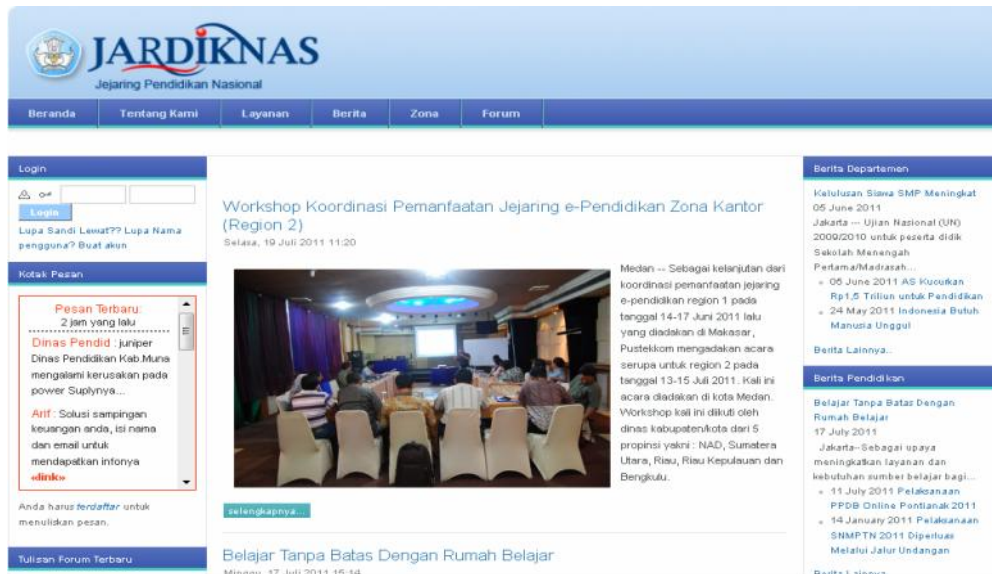 JARDIKNAS
Jejaring Pendidikan Nasional
Beranda
Tentang Kami
Layanan
Berita
Zona
Forum
Login
Login
Lupa Sandi Lewat?? Lupa Nama
pengguna? Buat akun
Kotak Pesan
Pesan Terbaru:
2 jam yang lalu
Dinas Pendid : juniper
Dinas Pendidikan Kab.Muna
mengalami kerusakan pada
power Suplynya...
Arif : Solusi sampingan
keuangan anda, isi nama
dan email untuk
mendapatkan infonya
«link»
Anda harus terdaftar untuk
menuliskan pesan.
Tulisan Forum Terbaru
Workshop Koordinasi Pemanfaatan Jejaring e-Pendidikan Zona Kantor
(Region 2)
Selasa, 19 Juli 2011 11:20
Medan -- Sebagai kelanjutan dari
koordinasi pemanfaatan jejaring
e-pendidikan region 1 pada
tanggal 14-17 Juni 2011 lalu
yang diadakan di Makasar,
Pustekkom mengadakan acara
serupa untuk region 2 pada
tanggal 13-15 Juli 2011. Kali ini
acara diadakan di kota Medan.
Workshop kali ini diikuti oleh
dinas kabupaten/kota dari 5
propinsi yakni : NAD, Sumatera
Utara, Riau, Riau Kepulauan dan
Bengkulu.
selengkapnya...
Belajar Tanpa Batas Dengan Rumah Belajar
Minggu, 17 Juli 2011 15:14
Berita Departemen
Kelulusan Siswa SMP Meningkat
05 June 2011
Jakarta --- Ujian Nasional (UN)
2009/2010 untuk peserta didik
Sekolah Menengah
Pertama/Madrasah...
05 June 2011 AS Kucurkan
Rp1,5 Triliun untuk Pendidikan
24 May 2011 Indonesia Butuh
Manusia Unggul
Berita Lainnya..
Berita Pendidikan
Belajar Tanpa Batas Dengan
Rumah Belajar
17 July 2011
Jakarta--Sebagai upaya
meningkatkan layanan dan
kebutuhan sumber belajar bagi...
11 July 2011 Pelaksanaan
PPDB Online Pontianak 2011
14 January 2011 Pelaksanaan
SNMPTN 2011 Diperluas
Melalui Jalur Undangan
Berita Lainnya..